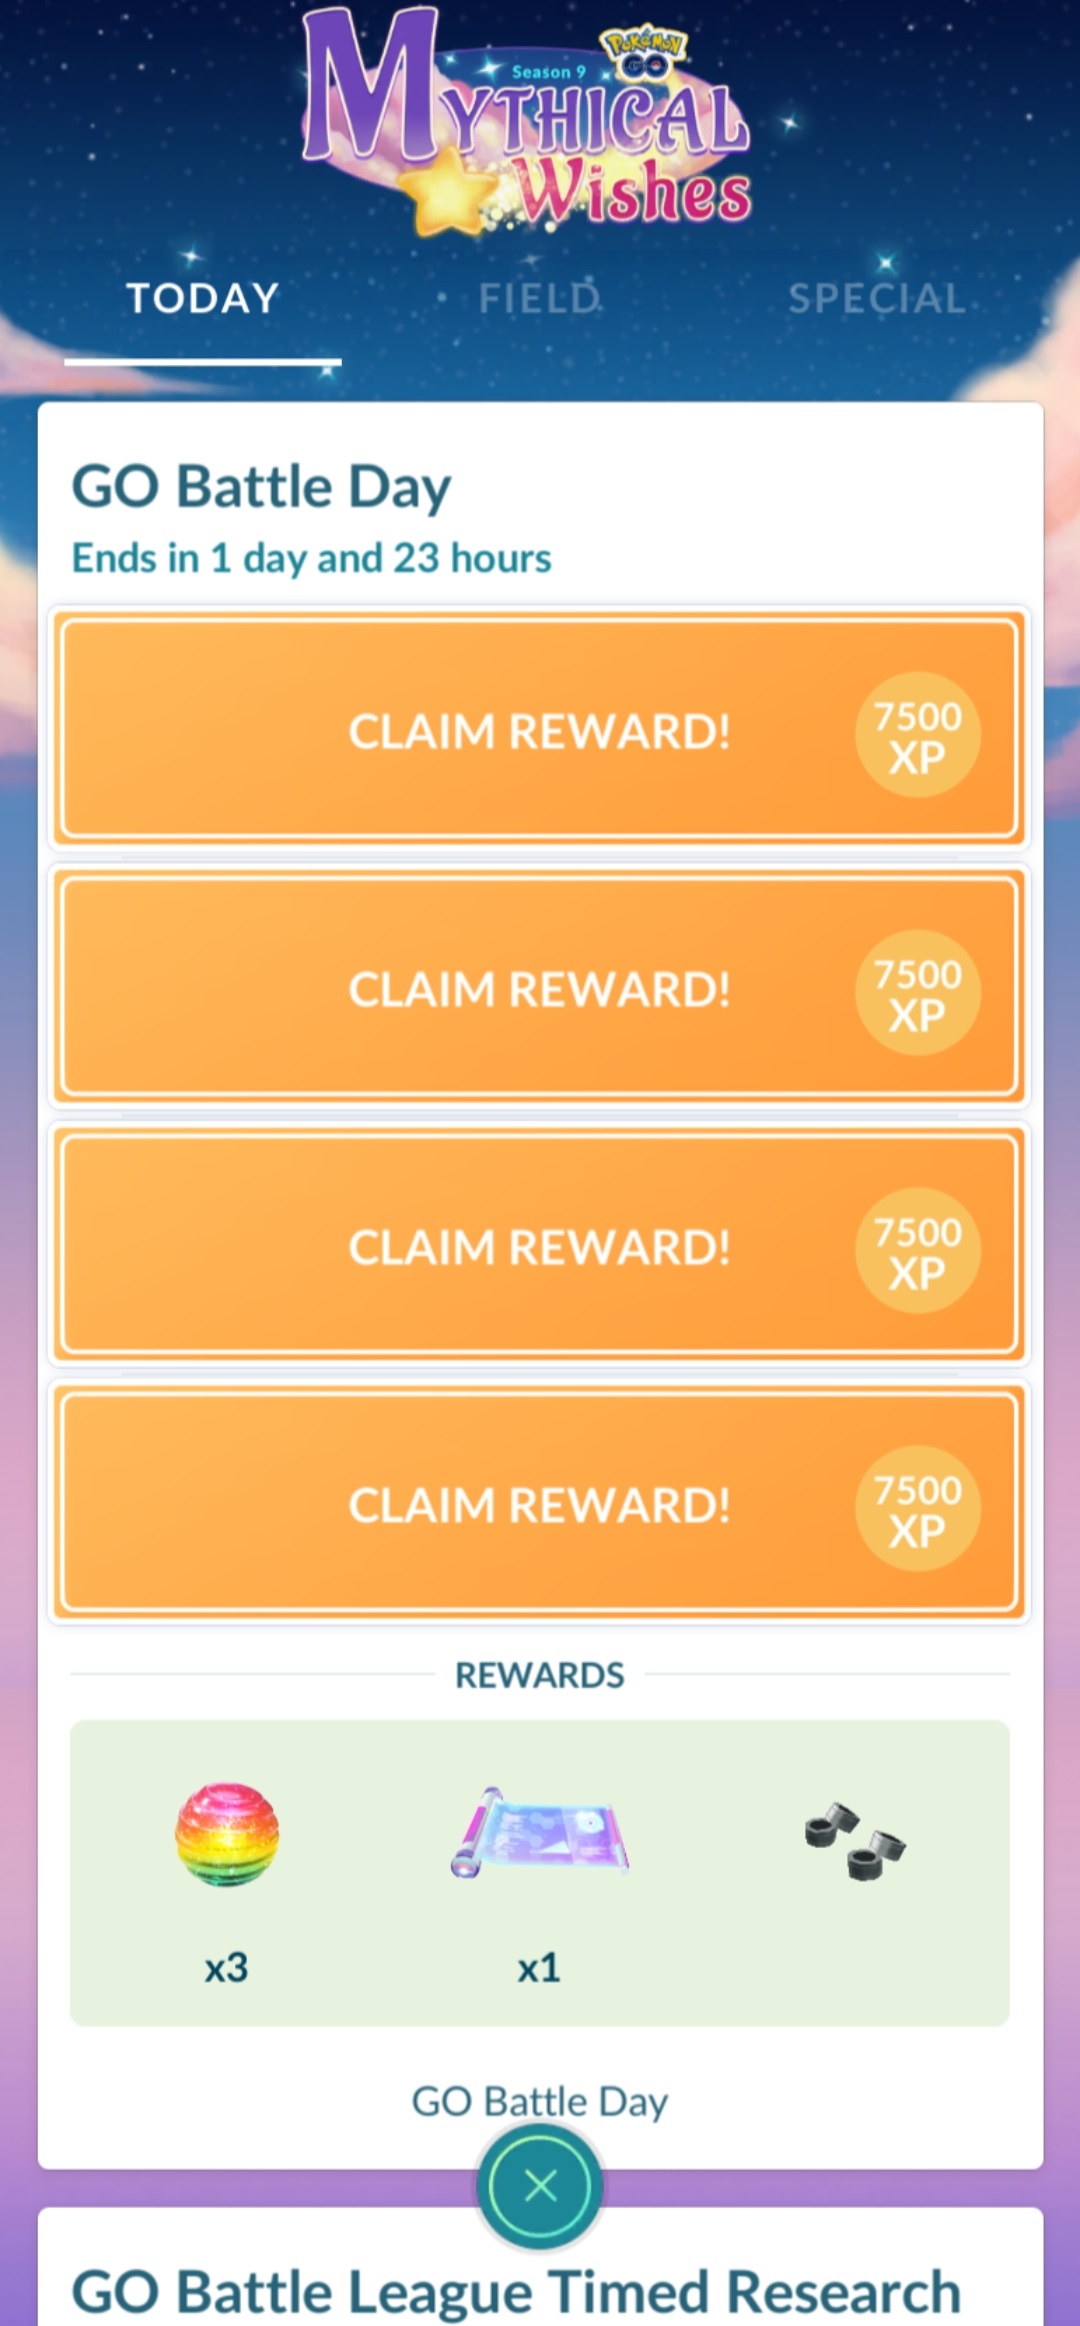 Pokémon
GO
Season 9
MYTHICAL
Wishes
TODAY
FIELD
SPECIAL
GO Battle Day
Ends in 1 day and 23 hours
CLAIM REWARD!
7500
XP
CLAIM REWARD!
7500
XP
CLAIM REWARD!
7500
XP
CLAIM REWARD!
7500
XP
REWARDS
x3
x1
GO Battle Day
GO Battle League Timed Research